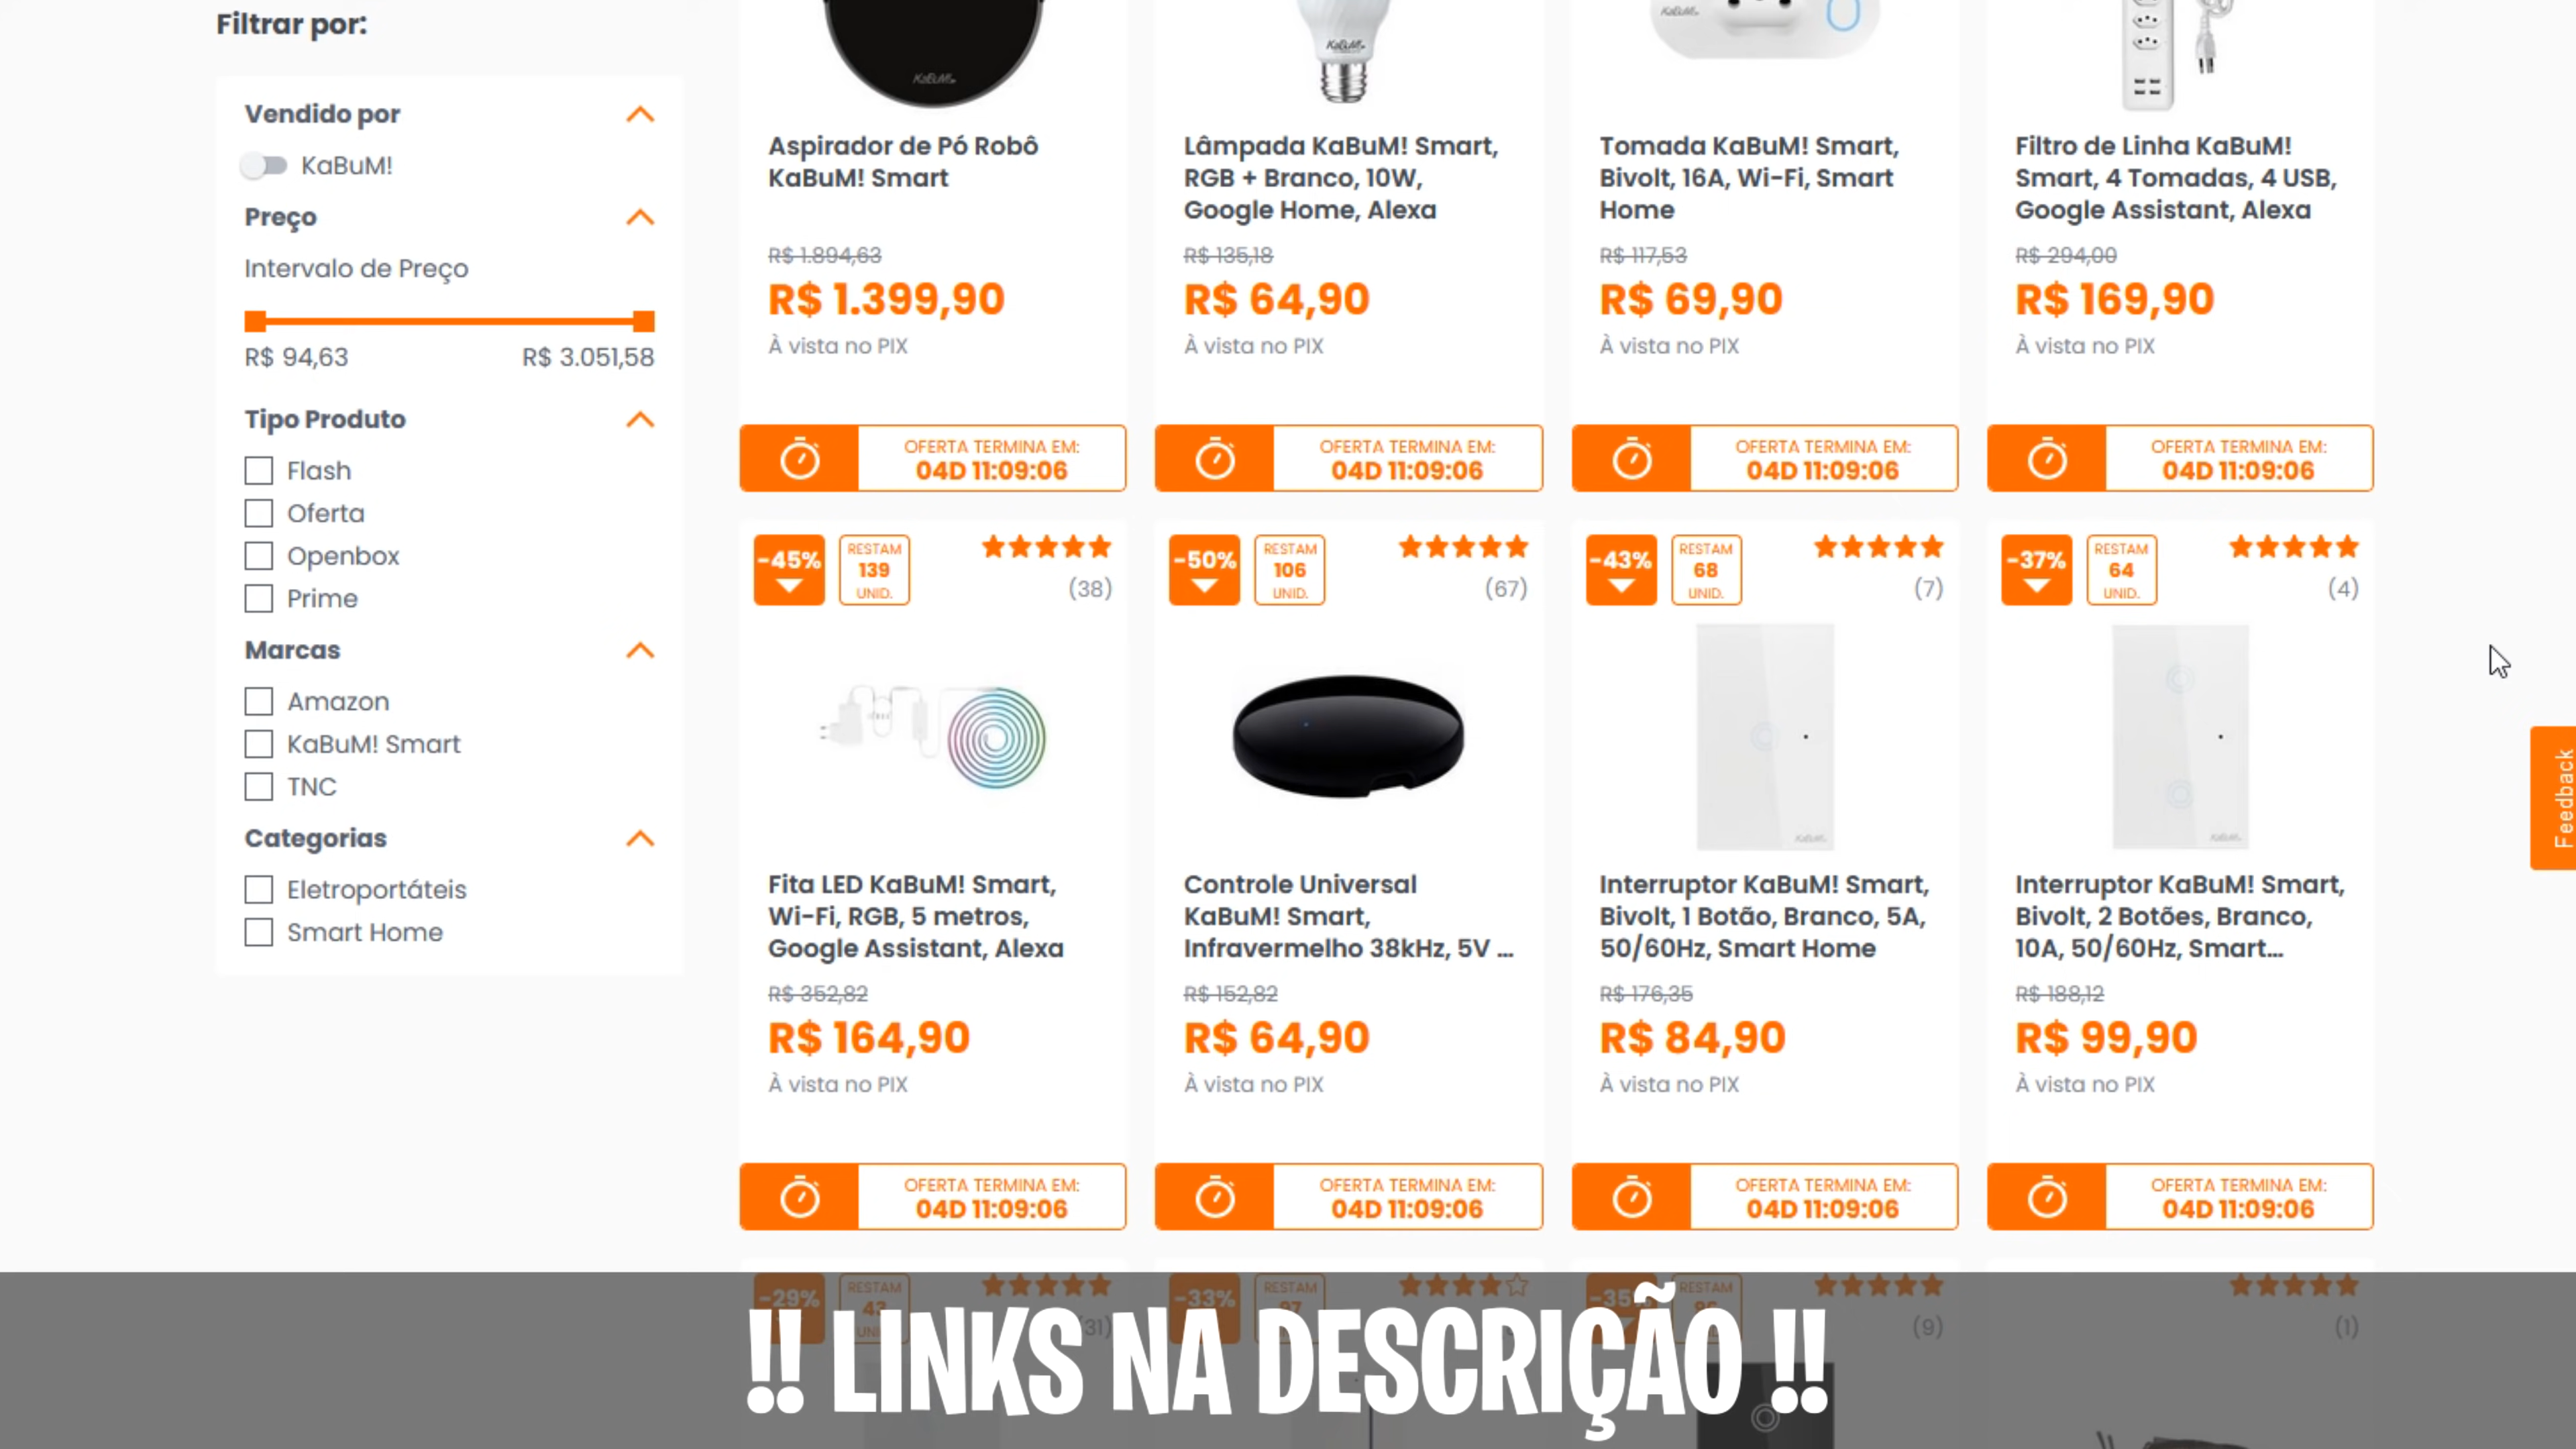 Filtrar por:
Vendido por
KaBuM!
Preço
Intervalo de Preço
R$ 94,63 R$ 3.051,58
Tipo Produto
Flash
Oferta
Openbox
Prime
Marcas
Amazon
KaBuM! Smart
TNC
Categorias
Eletroportáteis
Smart Home
KaBuM!
Aspirador de Pó Robô
KaBuM! Smart
R$ 1.894,63
R$ 1.399,90
À vista no PIX
OFERTA TERMINA EM:
04D 11:09:06
KaBuM!
Lâmpada KaBuM! Smart,
RGB + Branco, 10W,
Google Home, Alexa
R$ 135,18
R$ 64,90
À vista no PIX
OFERTA TERMINA EM:
04D 11:09:06
KaBuM!
Tomada KaBuM! Smart,
Bivolt, 16A, Wi-Fi, Smart
Home
R$ 117,53
R$ 69,90
À vista no PIX
OFERTA TERMINA EM:
04D 11:09:06
Filtro de Linha KaBuM!
Smart, 4 Tomadas, 4 USB,
Google Assistant, Alexa
R$ 294,00
R$ 169,90
À vista no PIX
OFERTA TERMINA EM:
04D 11:09:06
-45%
RESTAM
139
UNID.
(38)
Fita LED KaBuM! Smart,
Wi-Fi, RGB, 5 metros,
Google Assistant, Alexa
R$ 352,82
R$ 164,90
À vista no PIX
OFERTA TERMINA EM:
04D 11:09:06
-50%
RESTAM
106
UNID.
(67)
Controle Universal
KaBuM! Smart,
Infravermelho 38kHz, 5V ...
R$ 152,82
R$ 64,90
À vista no PIX
OFERTA TERMINA EM:
04D 11:09:06
-43%
RESTAM
68
UNID.
(7)
KaBuM!
Interruptor KaBuM! Smart,
Bivolt, 1 Botão, Branco, 5A,
50/60Hz, Smart Home
R$ 176,35
R$ 84,90
À vista no PIX
OFERTA TERMINA EM:
04D 11:09:06
-37%
RESTAM
64
UNID.
(4)
KaBuM!
Interruptor KaBuM! Smart,
Bivolt, 2 Botões, Branco,
10A, 50/60Hz, Smart...
R$ 188,12
R$ 99,90
À vista no PIX
OFERTA TERMINA EM:
04D 11:09:06
Feedback
-29%
RESTAM
-33%
RESTAM
-35%
RESTAM
(9)
(1)
!! LINKS NA DESCRIÇÃO !!